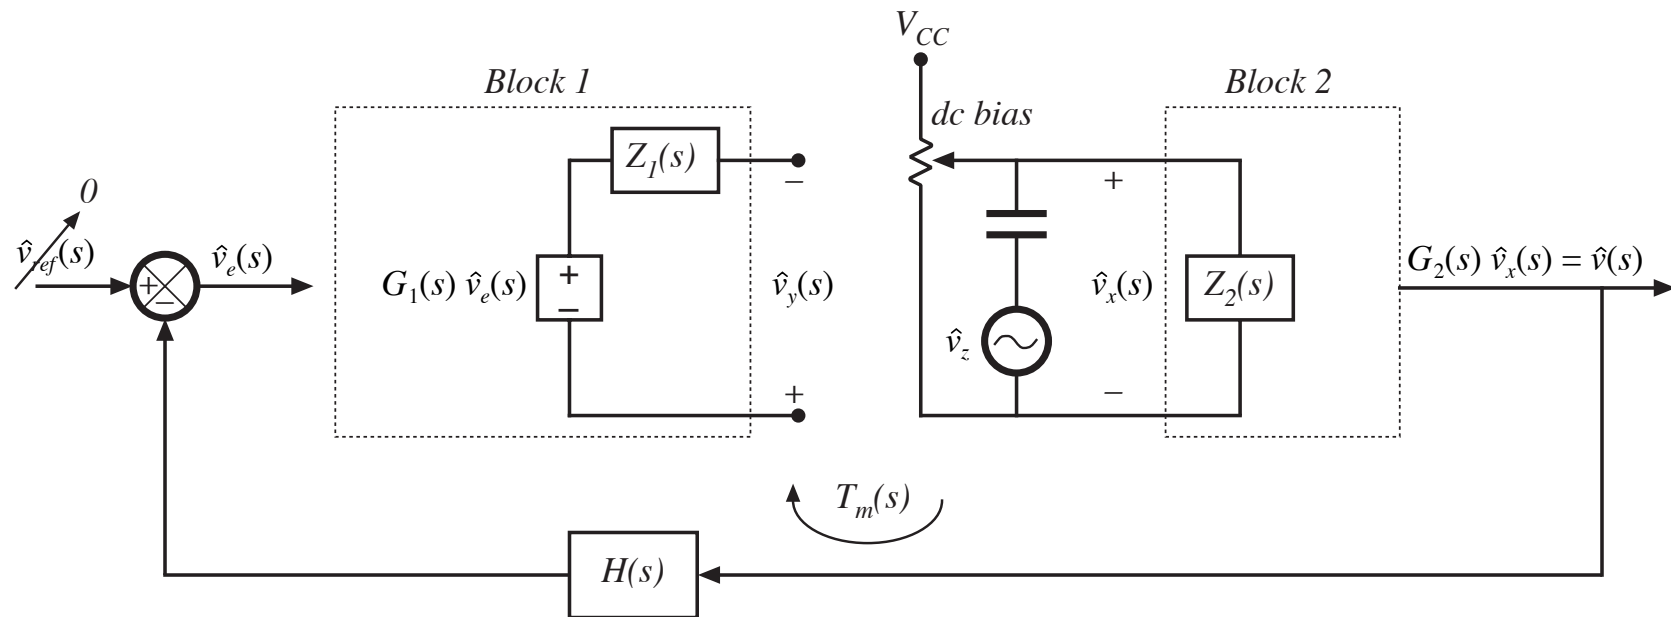 V_CC
Block 1
Block 2
dc bias
Z_1(s)
−
+
0
v̂_ref(s)
v̂_e(s)
+
−
G_1(s) v̂_e(s)
+
−
v̂_y(s)
v̂_x(s)
Z_2(s)
G_2(s) v̂_x(s) = v̂(s)
v̂_z
+
−
T_m(s)
H(s)